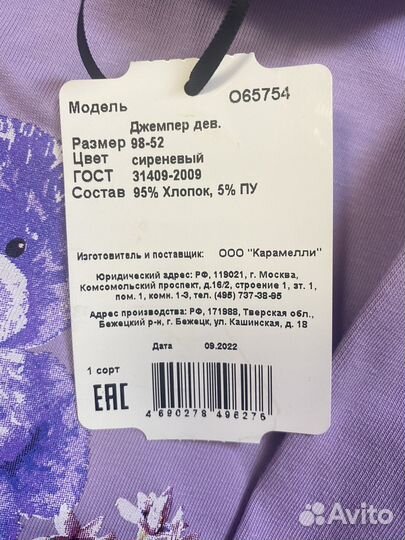 Модель О65754
Джемпер дев.
Размер 98-52
Цвет сиреневый
ГОСТ 31409-2009
Состав 95% Хлопок, 5% ПУ
Изготовитель и поставщик: ООО "Карамелли"
Юридический адрес: РФ, 119021, г. Москва,
Комсомольский проспект, д.16/2, строение 1, эт. 1,
пом. 1, комн. 1-3, тел. (495) 737-38-95
Адрес производства: РФ, 171988, Тверская обл.,
Бежецкий р-н, г. Бежецк, ул. Кашинская, д. 18
Дата 09.2022
1 сорт
ЕАС
4 690278 496276
Avito